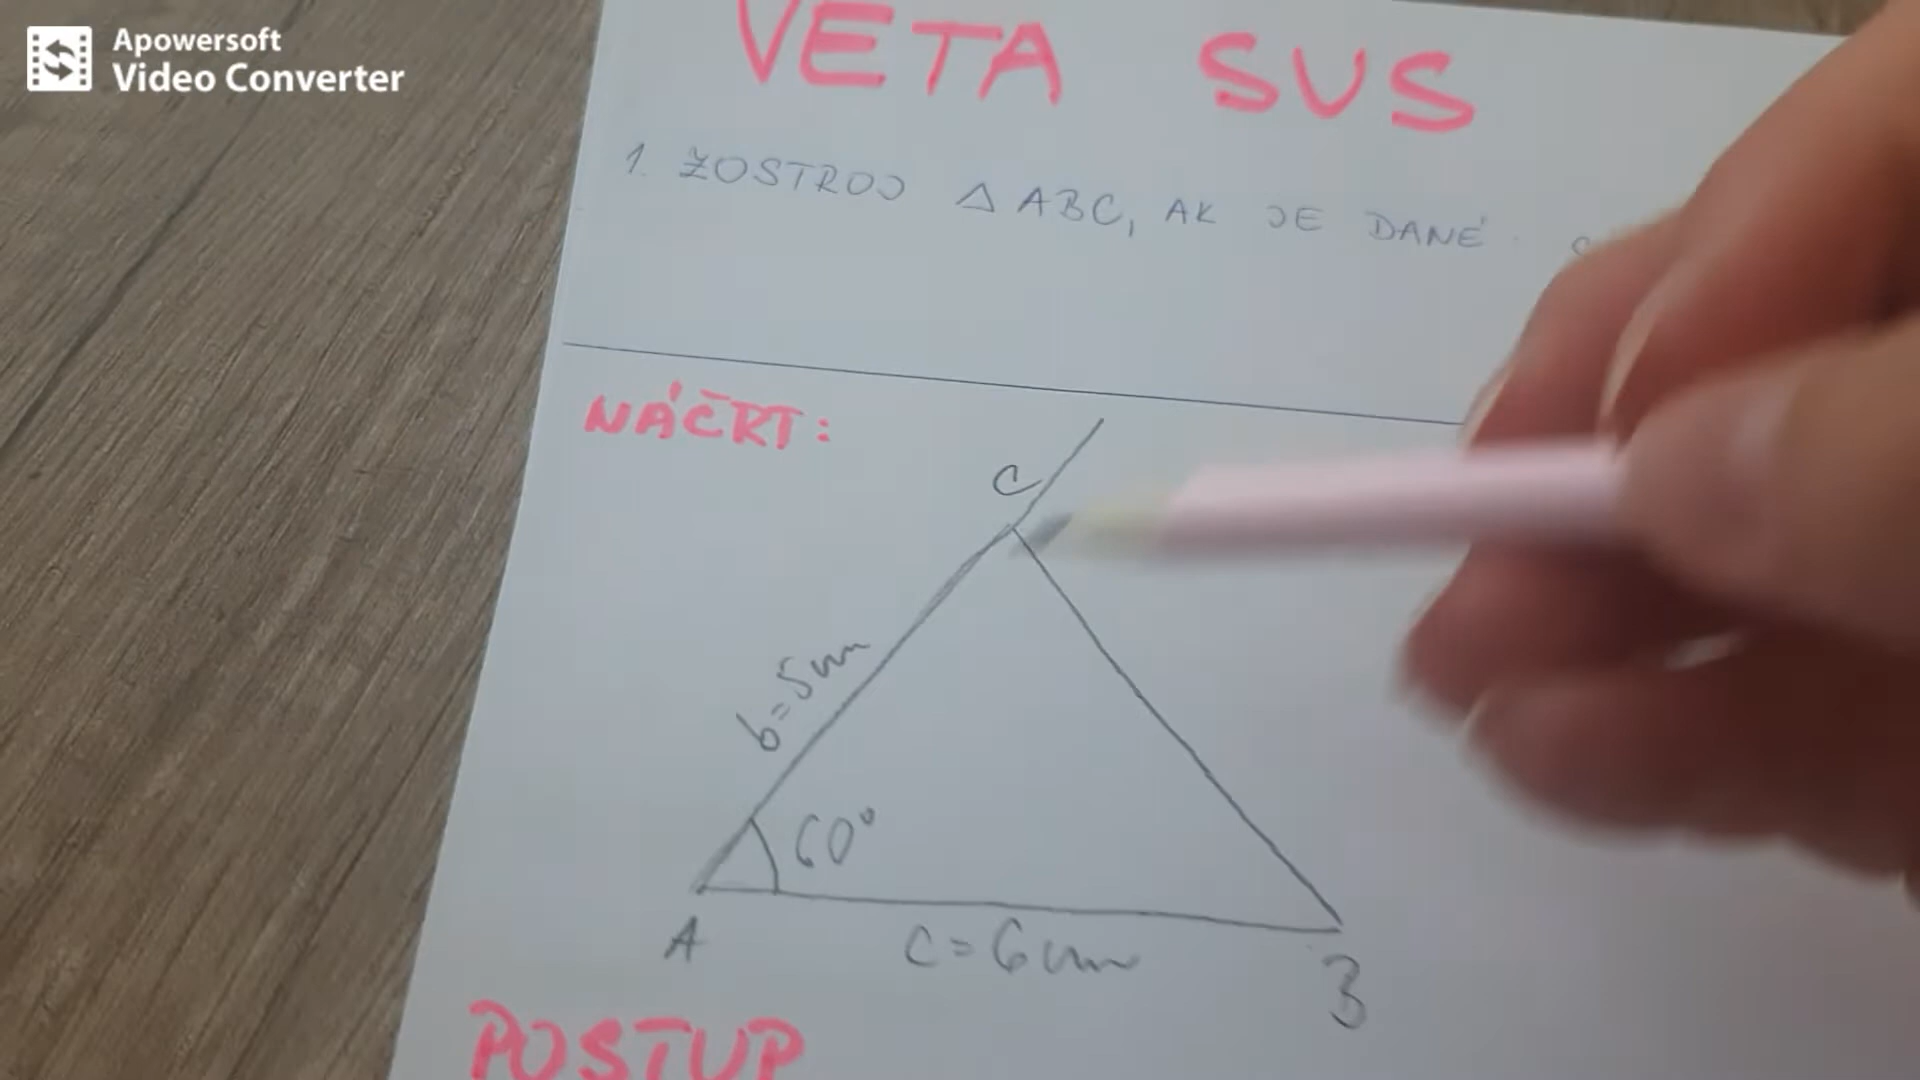 Apowersoft
Video Converter
VETA SUS
1. ZOSTROJ △ ABC, AK JE DANÉ
NÁČRT:
C
b=5cm
60°
A
c=6cm
B
POSTUP